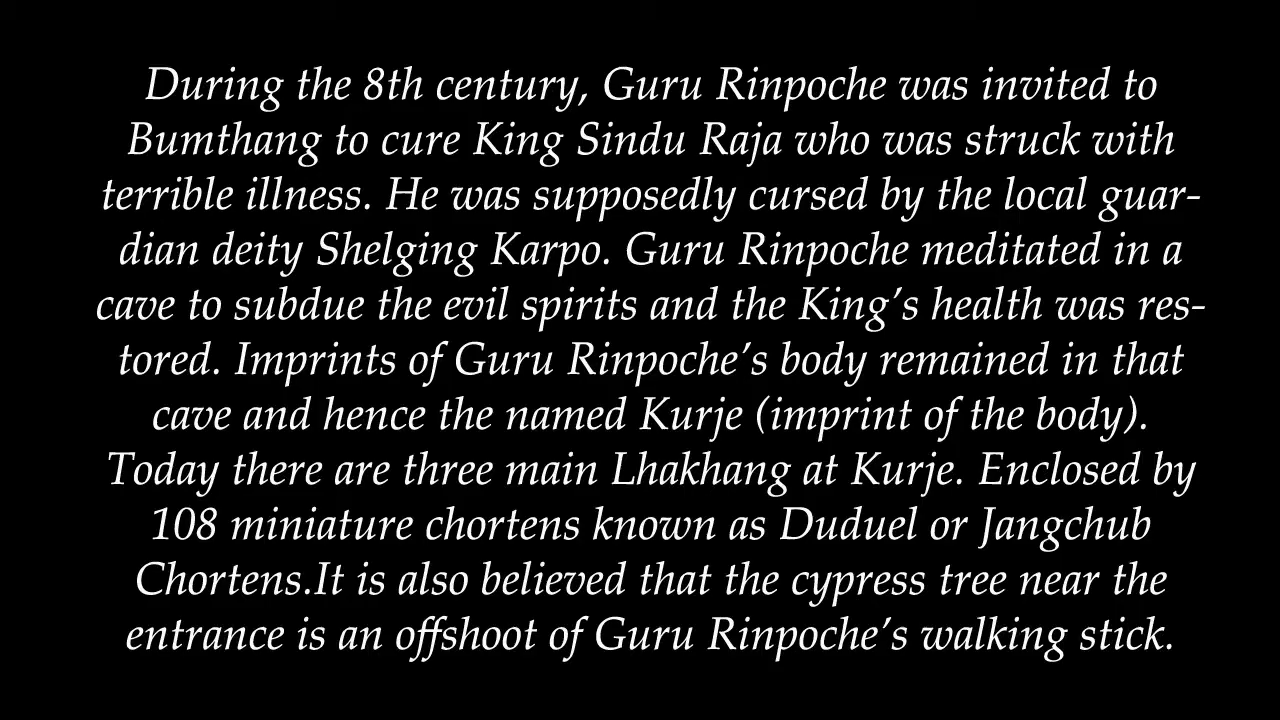 During the 8th century, Guru Rinpoche was invited to
Bumthang to cure King Sindu Raja who was struck with
terrible illness. He was supposedly cursed by the local guar-
dian deity Shelging Karpo. Guru Rinpoche meditated in a
cave to subdue the evil spirits and the King’s health was res-
tored. Imprints of Guru Rinpoche’s body remained in that
cave and hence the named Kurje (imprint of the body).
Today there are three main Lhakhang at Kurje. Enclosed by
108 miniature chortens known as Duduel or Jangchub
Chortens.It is also believed that the cypress tree near the
entrance is an offshoot of Guru Rinpoche’s walking stick.